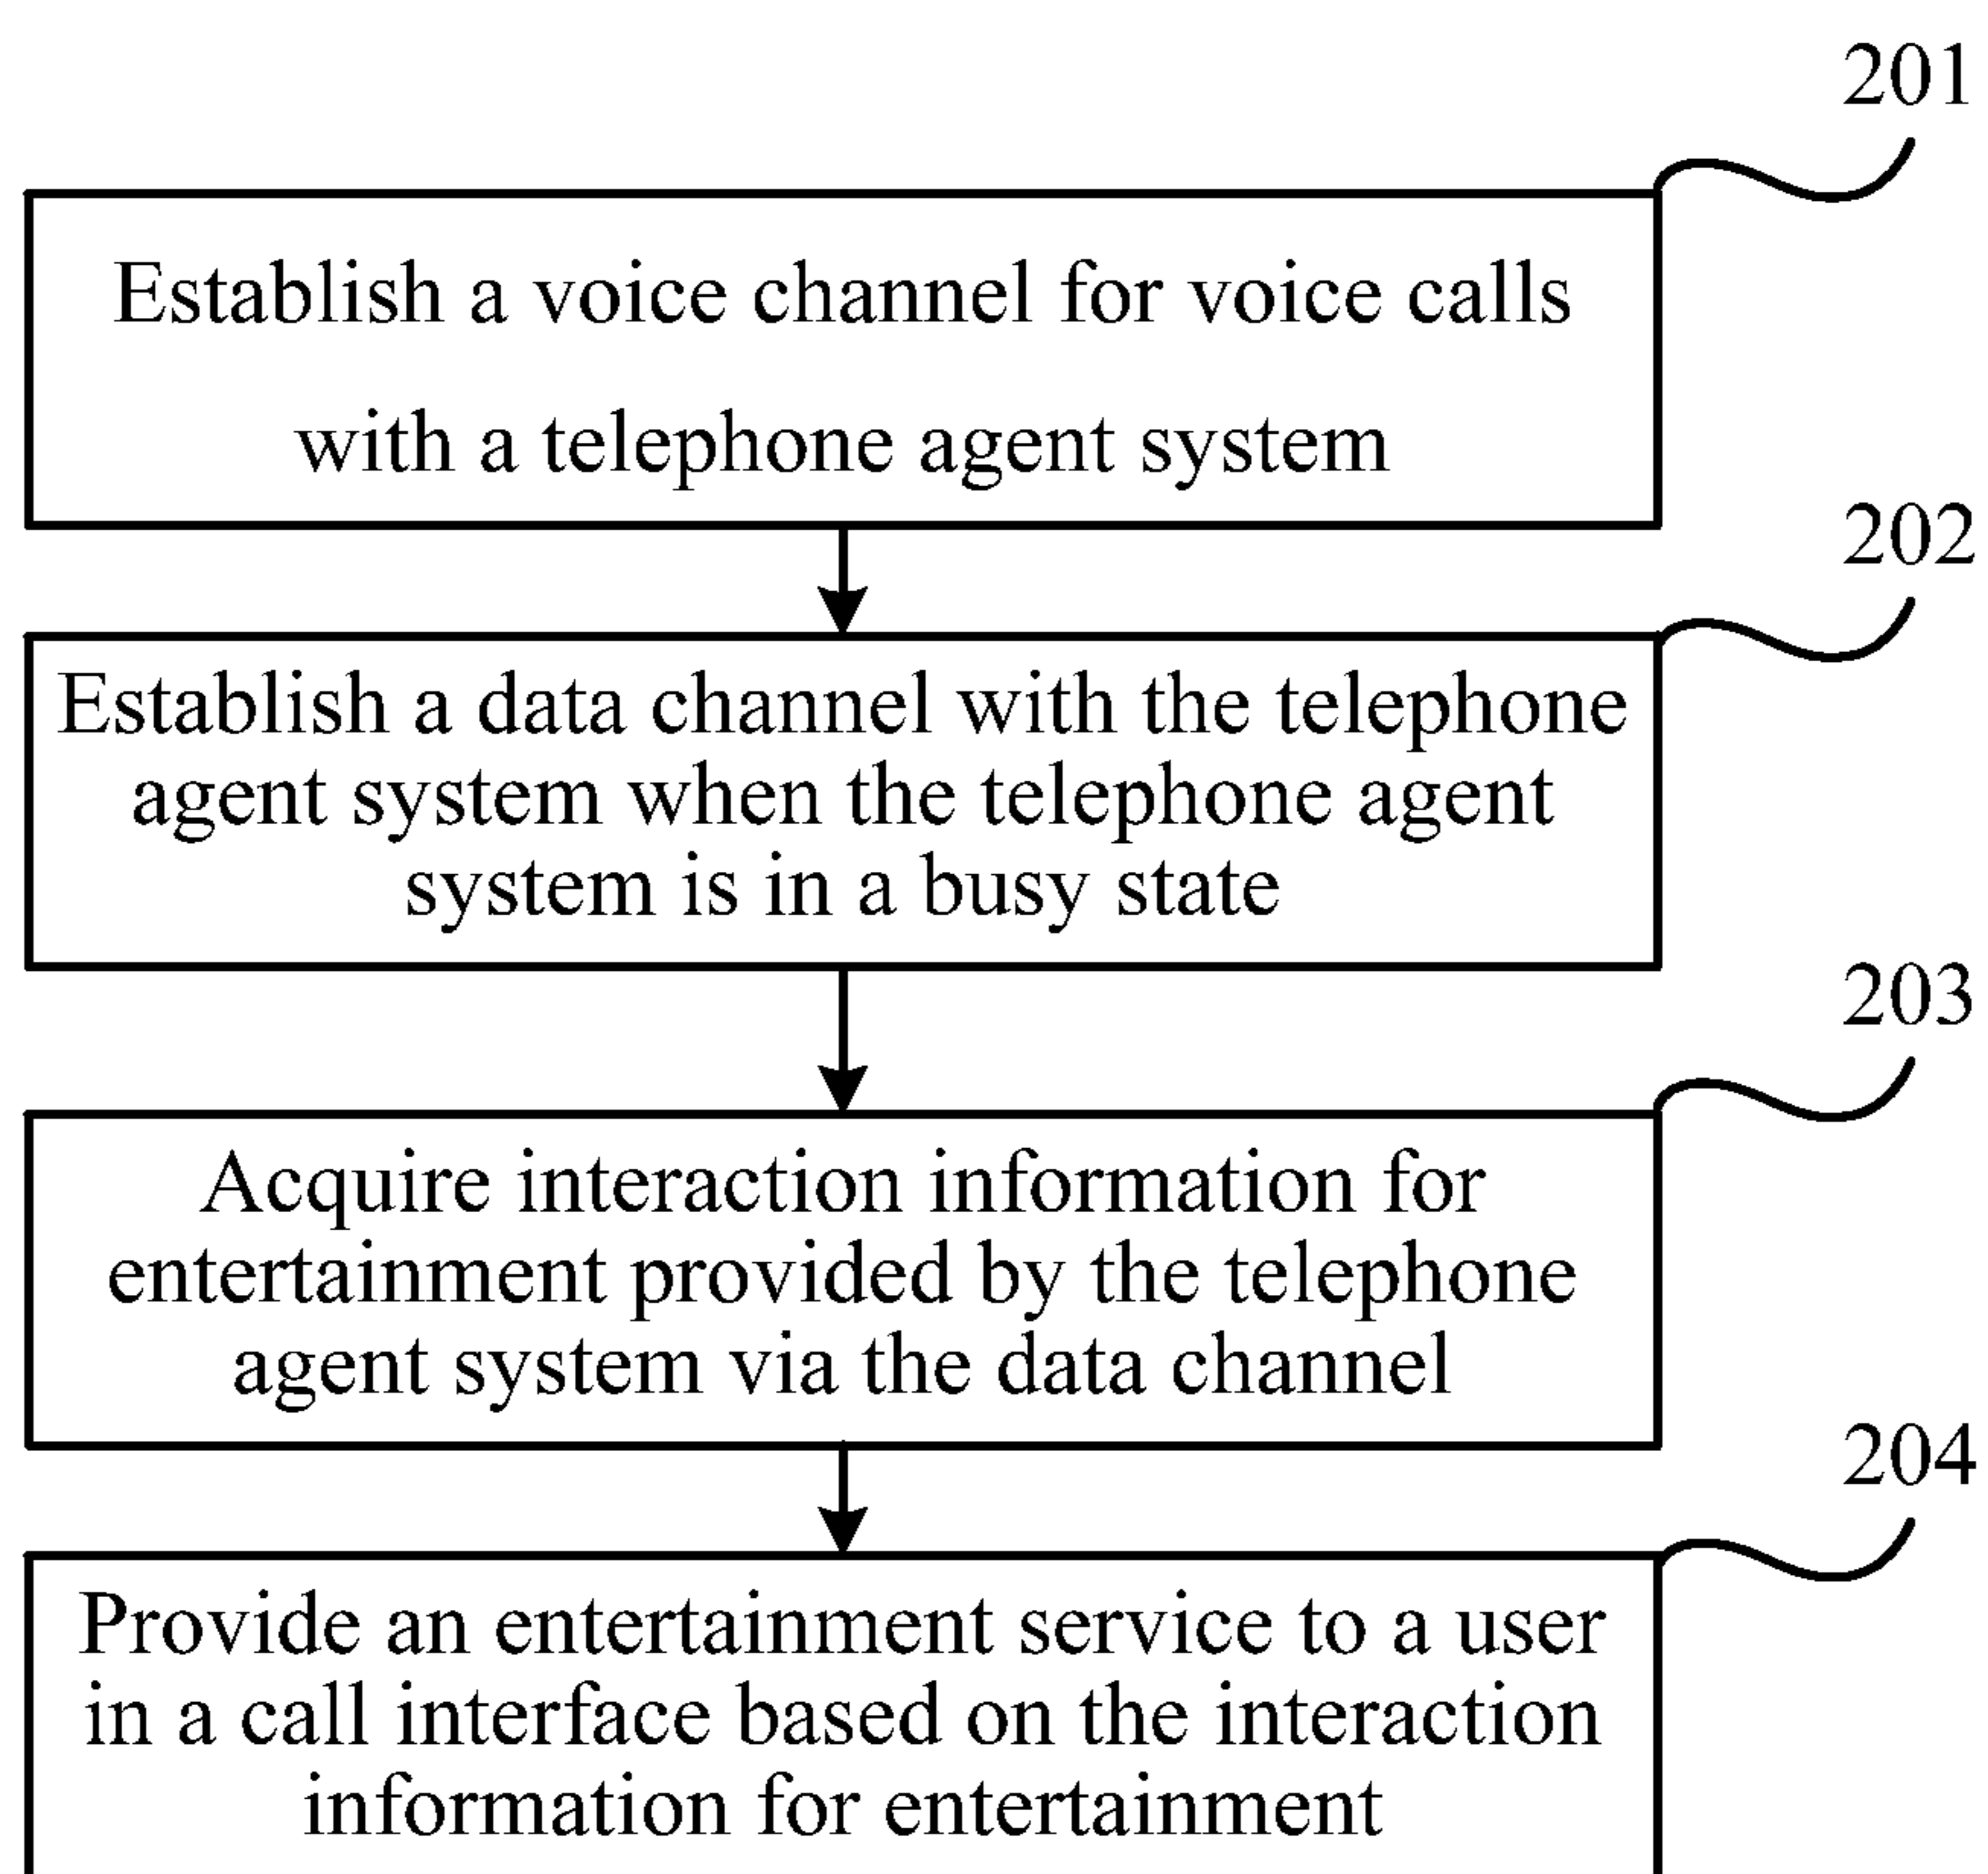 201
Establish a voice channel for voice calls
with a telephone agent system
202
Establish a data channel with the telephone
agent system when the telephone agent
system is in a busy state
203
Acquire interaction information for
entertainment provided by the telephone
agent system via the data channel
204
Provide an entertainment service to a user
in a call interface based on the interaction
information for entertainment